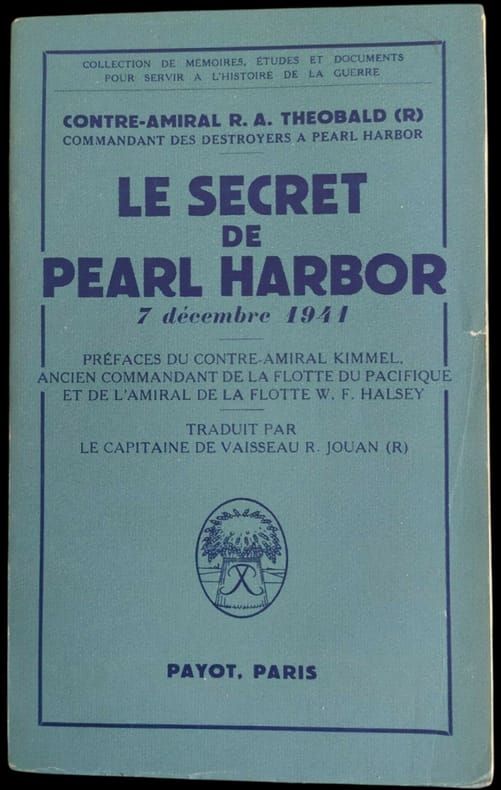 COLLECTION DE MÉMOIRES, ÉTUDES ET DOCUMENTS
POUR SERVIR A L'HISTOIRE DE LA GUERRE
CONTRE-AMIRAL R. A. THEOBALD (R)
COMMANDANT DES DESTROYERS A PEARL HARBOR
LE SECRET
DE
PEARL HARBOR
7 décembre 1941
PRÉFACES DU CONTRE-AMIRAL KIMMEL,
ANCIEN COMMANDANT DE LA FLOTTE DU PACIFIQUE
ET DE L'AMIRAL DE LA FLOTTE W. F. HALSEY
TRADUIT PAR
LE CAPITAINE DE VAISSEAU R. JOUAN (R)
PAYOT, PARIS